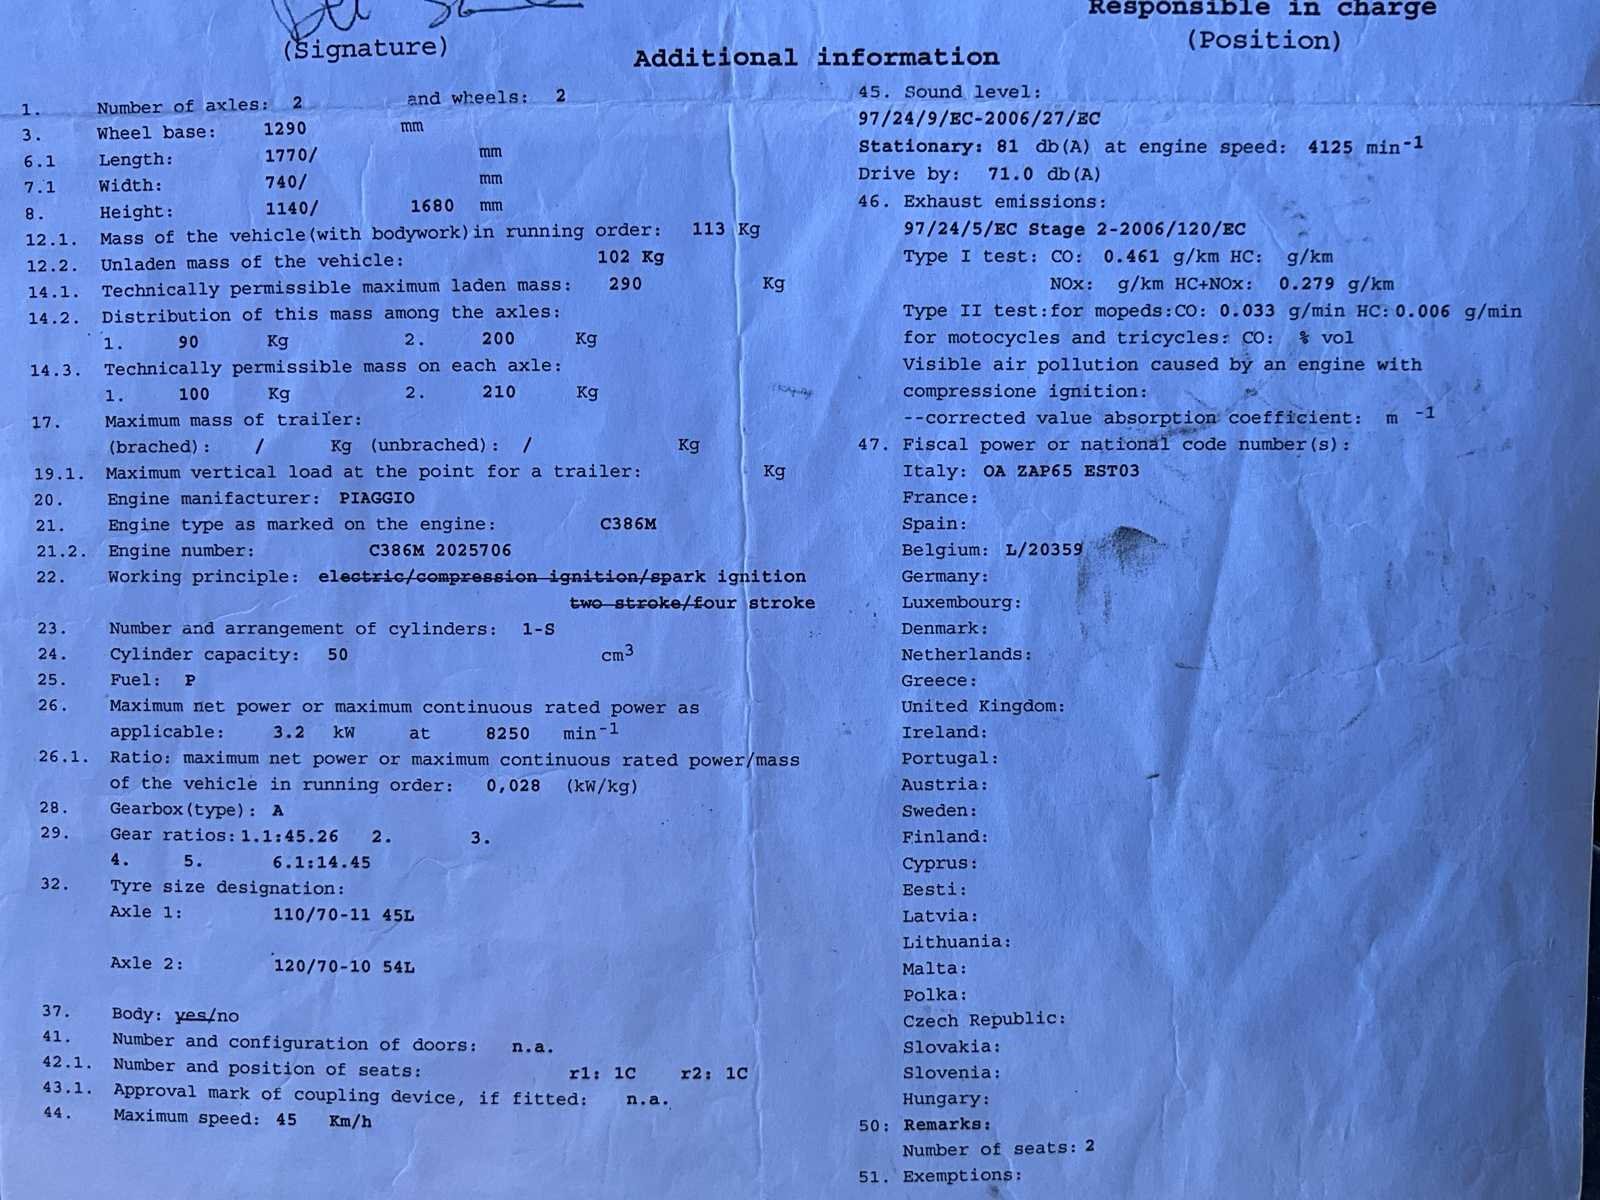 (Signature)
Responsible in charge
(Position)
Additional information
1. Number of axles: 2 and wheels: 2
3. Wheel base: 1290 mm
6.1 Length: 1770/ mm
7.1 Width: 740/ mm
8. Height: 1140/ 1680 mm
12.1. Mass of the vehicle(with bodywork)in running order: 113 Kg
12.2. Unladen mass of the vehicle: 102 Kg
14.1. Technically permissible maximum laden mass: 290 Kg
14.2. Distribution of this mass among the axles:
1. 90 Kg 2. 200 Kg
14.3. Technically permissible mass on each axle:
1. 100 Kg 2. 210 Kg
17. Maximum mass of trailer:
(brached): / Kg (unbrached): / Kg
19.1. Maximum vertical load at the point for a trailer: Kg
20. Engine manifacturer: PIAGGIO
21. Engine type as marked on the engine: C386M
21.2. Engine number: C386M 2025706
22. Working principle: electric/compression ignition/spark ignition
two stroke/four stroke
23. Number and arrangement of cylinders: 1-S
24. Cylinder capacity: 50 cm3
25. Fuel: P
26. Maximum net power or maximum continuous rated power as
applicable: 3.2 kW at 8250 min-1
26.1. Ratio: maximum net power or maximum continuous rated power/mass
of the vehicle in running order: 0,028 (kW/kg)
28. Gearbox(type): A
29. Gear ratios:1.1:45.26 2. 3.
4. 5. 6.1:14.45
32. Tyre size designation:
Axle 1: 110/70-11 45L
Axle 2: 120/70-10 54L
37. Body: yes/no
41. Number and configuration of doors: n.a.
42.1. Number and position of seats: r1: 1C r2: 1C
43.1. Approval mark of coupling device, if fitted: n.a.
44. Maximum speed: 45 Km/h
45. Sound level:
97/24/9/EC-2006/27/EC
Stationary: 81 db(A) at engine speed: 4125 min-1
Drive by: 71.0 db(A)
46. Exhaust emissions:
97/24/5/EC Stage 2-2006/120/EC
Type I test: CO: 0.461 g/km HC: g/km
NOx: g/km HC+NOx: 0.279 g/km
Type II test:for mopeds:CO: 0.033 g/min HC:0.006 g/min
for motocycles and tricycles: CO: % vol
Visible air pollution caused by an engine with
compressione ignition:
--corrected value absorption coefficient: m -1
47. Fiscal power or national code number(s):
Italy: OA ZAP65 EST03
France:
Spain:
Belgium: L/20359
Germany:
Luxembourg:
Denmark:
Netherlands:
Greece:
United Kingdom:
Ireland:
Portugal:
Austria:
Sweden:
Finland:
Cyprus:
Eesti:
Latvia:
Lithuania:
Malta:
Polka:
Czech Republic:
Slovakia:
Slovenia:
Hungary:
50: Remarks:
Number of seats: 2
51. Exemptions: